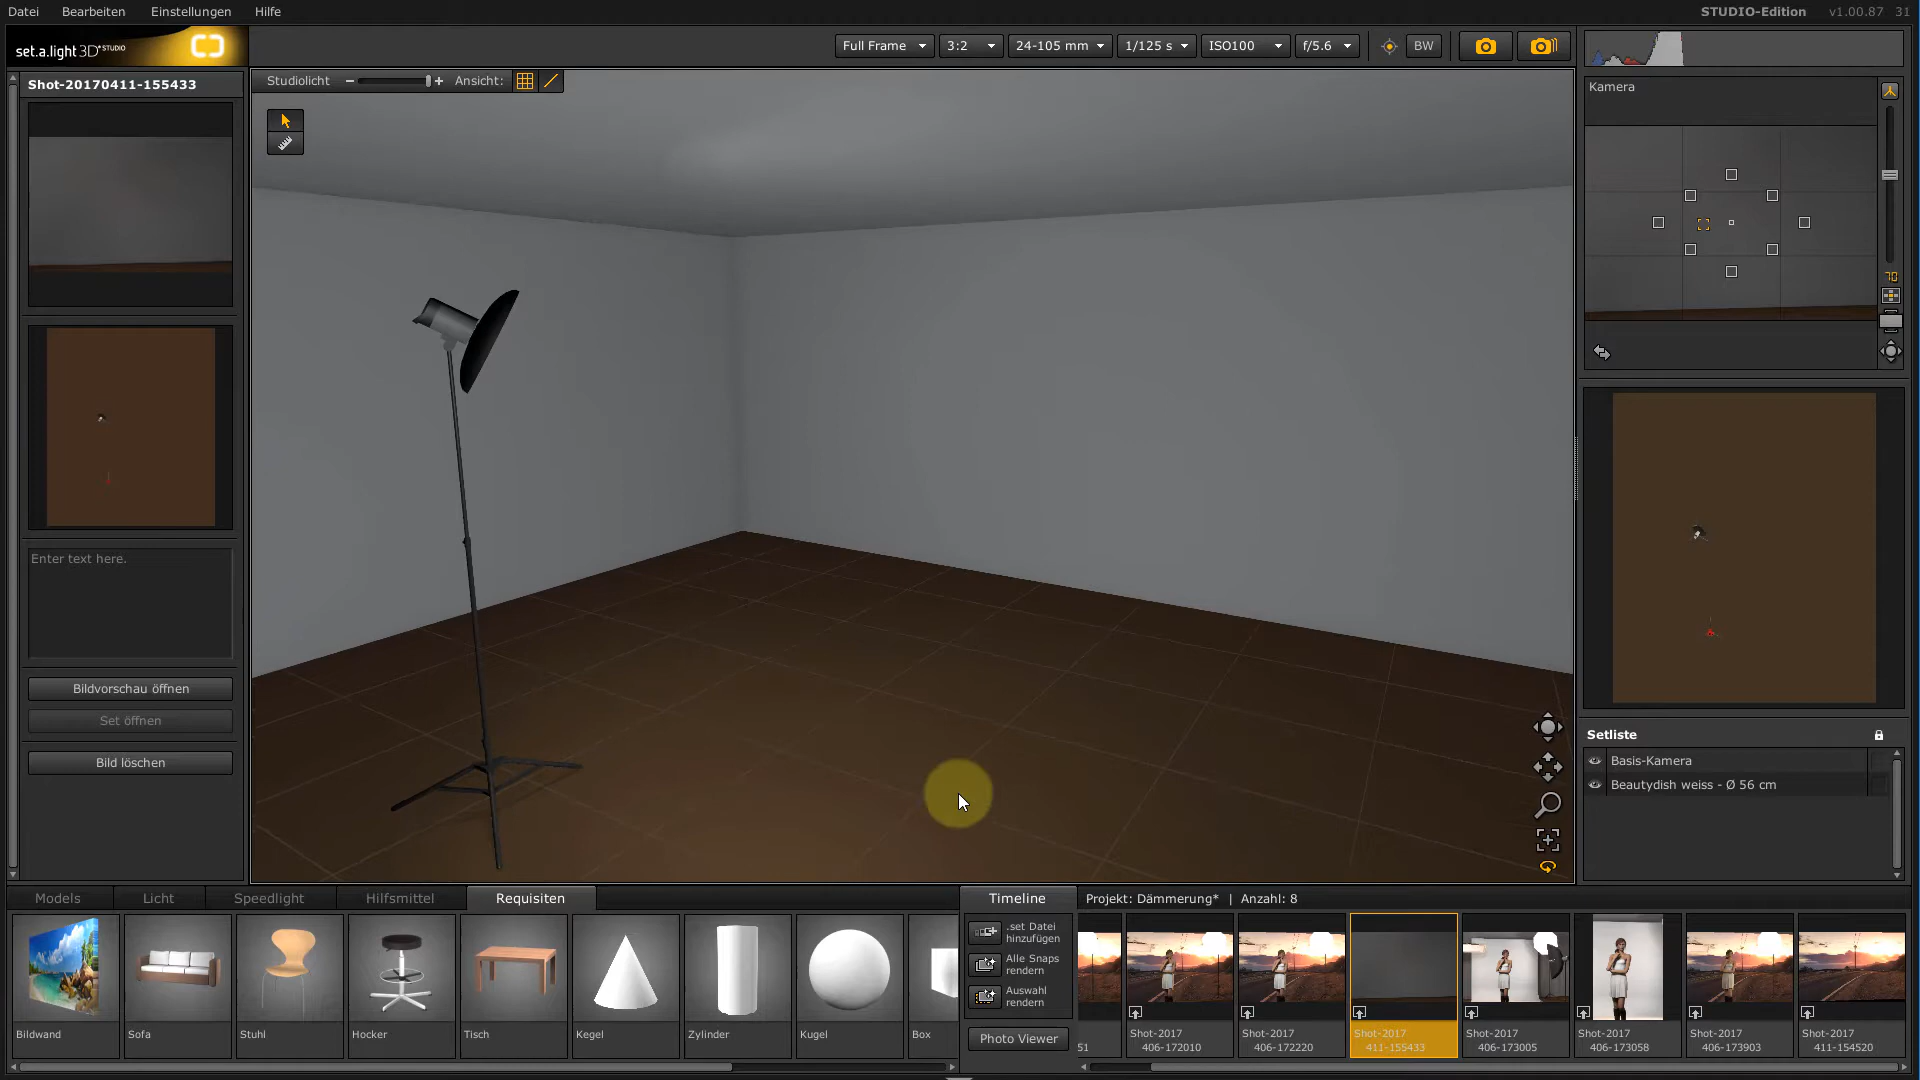 Datei Bearbeiten Einstellungen Hilfe STUDIO-Edition v1.00.87 31
set.a.light 3D STUDIO Full Frame 3:2 24-105 mm 1/125 s ISO100 f/5.6 BW
Studiolicht − + Ansicht:
Shot-20170411-155433
Kamera
70
Enter text here.
Bildvorschau öffnen
Set öffnen
Bild löschen
Setliste
Basis-Kamera
Beautydish weiss - Ø 56 cm
Models Licht Speedlight Hilfsmittel Requisiten
Bildwand Sofa Stuhl Hocker Tisch Kegel Zylinder Kugel Box
Timeline Projekt: Dämmerung* | Anzahl: 8
.set Datei
hinzufügen
Alle Snaps
rendern
Auswahl
rendern
Photo Viewer
51
Shot-2017
406-172010
Shot-2017
406-172220
Shot-2017
411-155433
Shot-2017
406-173005
Shot-2017
406-173058
Shot-2017
406-173903
Shot-2017
411-154520